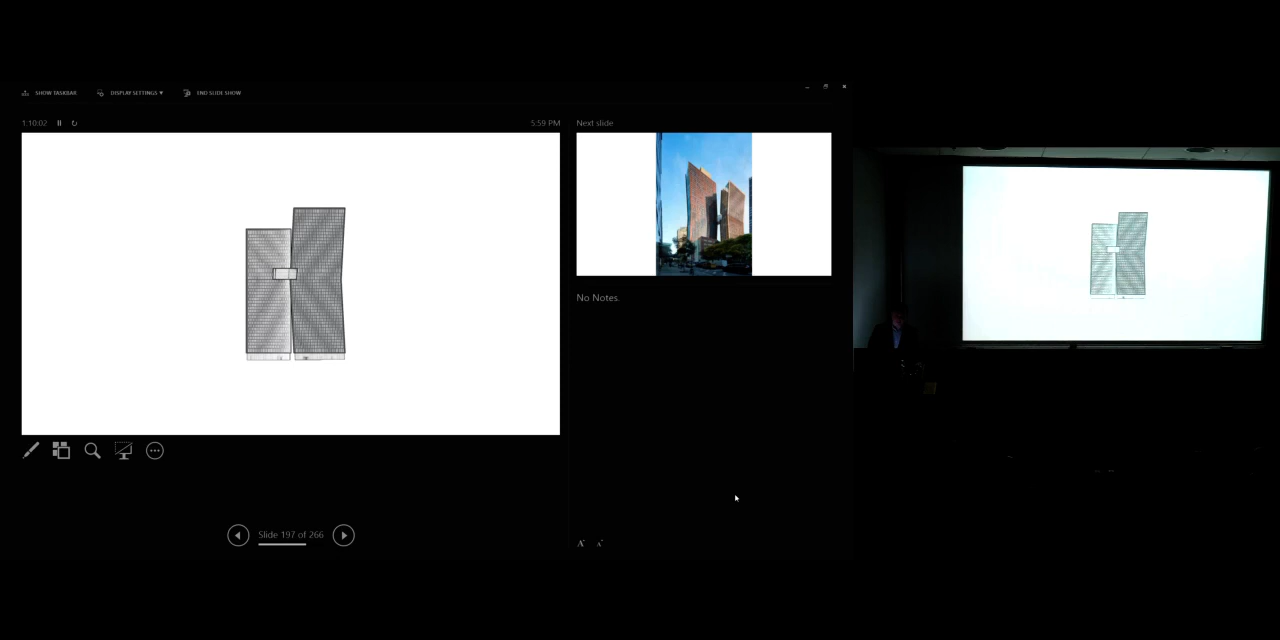 SHOW TASKBAR DISPLAY SETTINGS ▾ END SLIDE SHOW
1:10:02 5:59 PM Next slide
No Notes.
Slide 197 of 266
A A